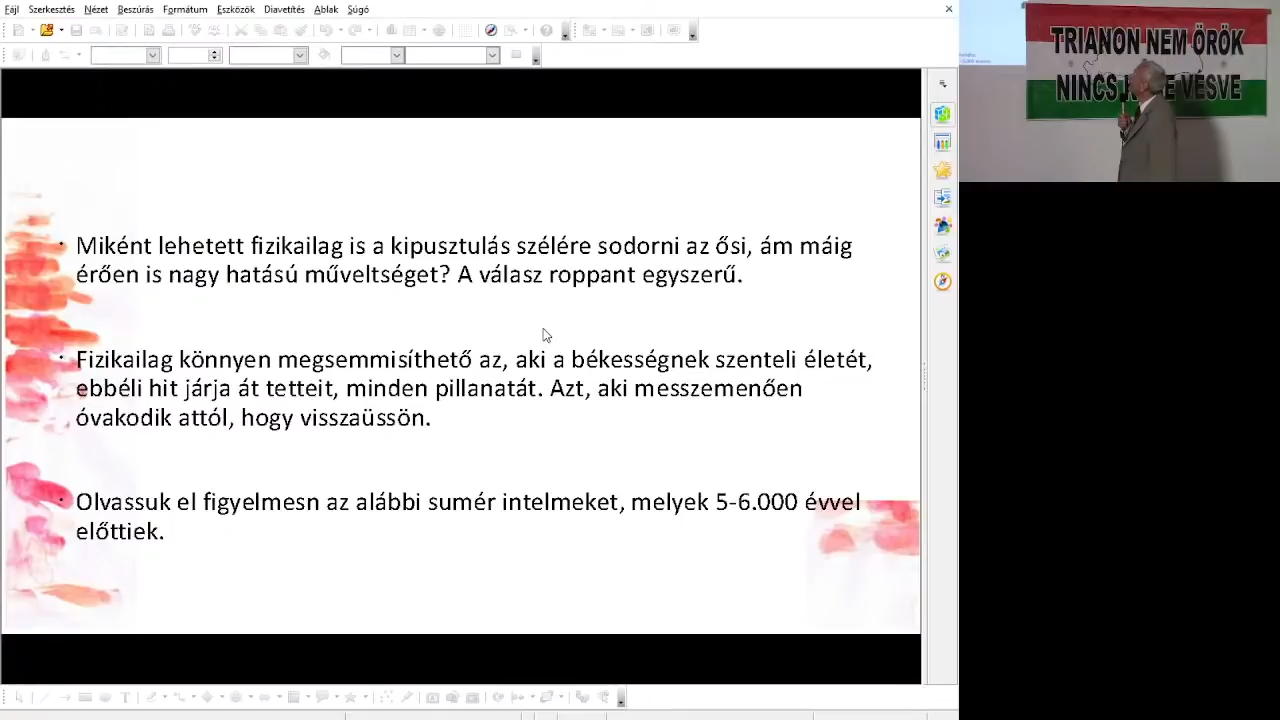 Fájl Szerkesztés Nézet Beszúrás Formátum Eszközök Diavetítés Ablak Súgó
TRIANON NEM ÖRÖK
NINCS VÉSVE
Miként lehetett fizikailag is a kipusztulás szélére sodorni az ősi, ám máig
érően is nagy hatású műveltséget? A válasz roppant egyszerű.
Fizikailag könnyen megsemmisíthető az, aki a békességnek szenteli életét,
ebbéli hit járja át tetteit, minden pillanatát. Azt, aki messzemenően
óvakodik attól, hogy visszaüssön.
Olvassuk el figyelmesn az alábbi sumér intelmeket, melyek 5-6.000 évvel
előttiek.